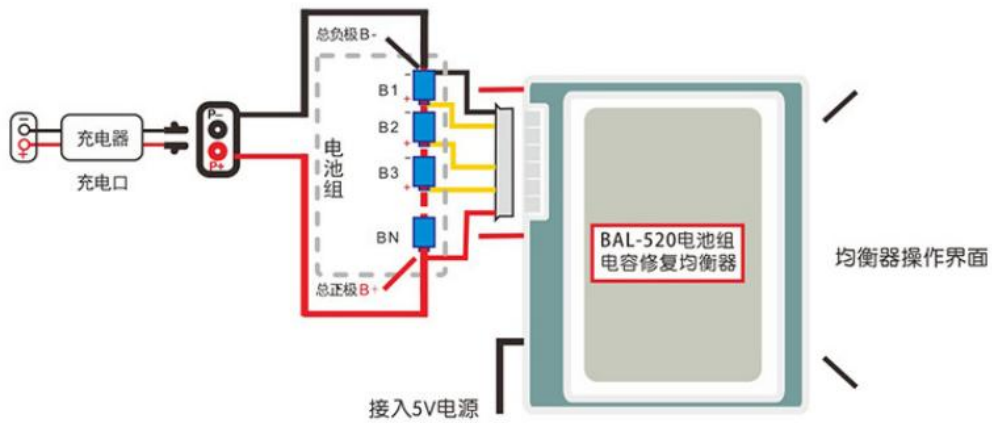 总负极B-
B1
-
+
B2
-
+
B3
-
+
BN
电池组
总正极B+
-
+
充电器
充电口
P-
P+
BAL-520电池组
电容修复均衡器
均衡器操作界面
接入5V电源